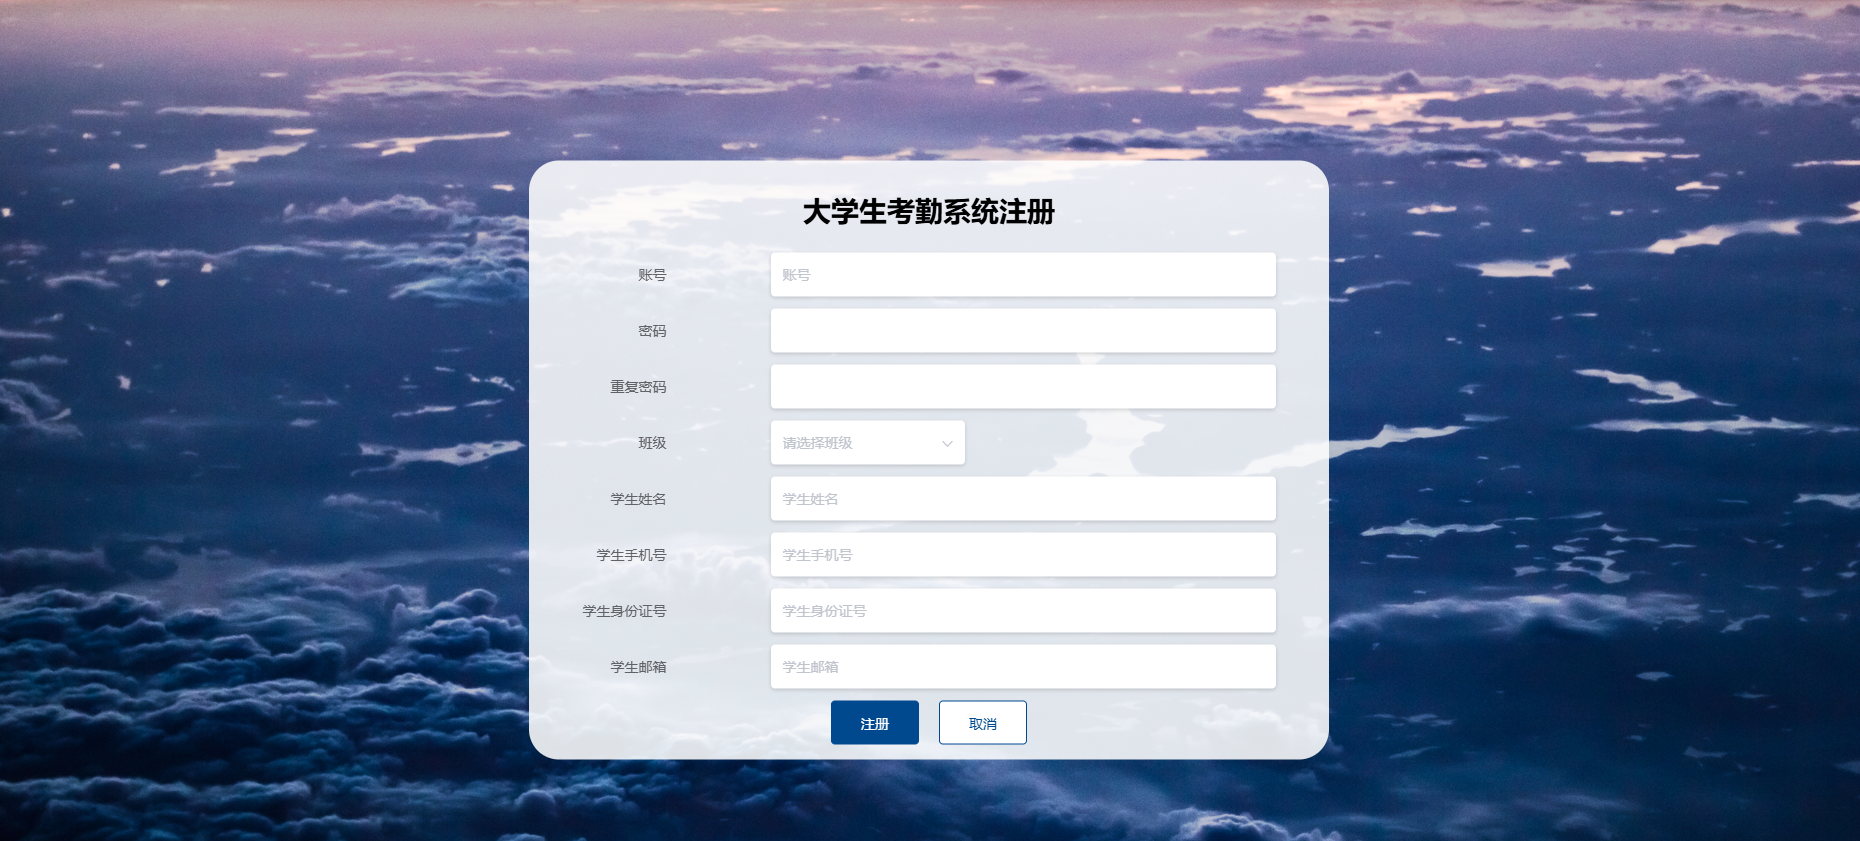 大学生考勤系统注册
账号 账号
密码
重复密码
班级 请选择班级
学生姓名 学生姓名
学生手机号 学生手机号
学生身份证号 学生身份证号
学生邮箱 学生邮箱
注册 取消